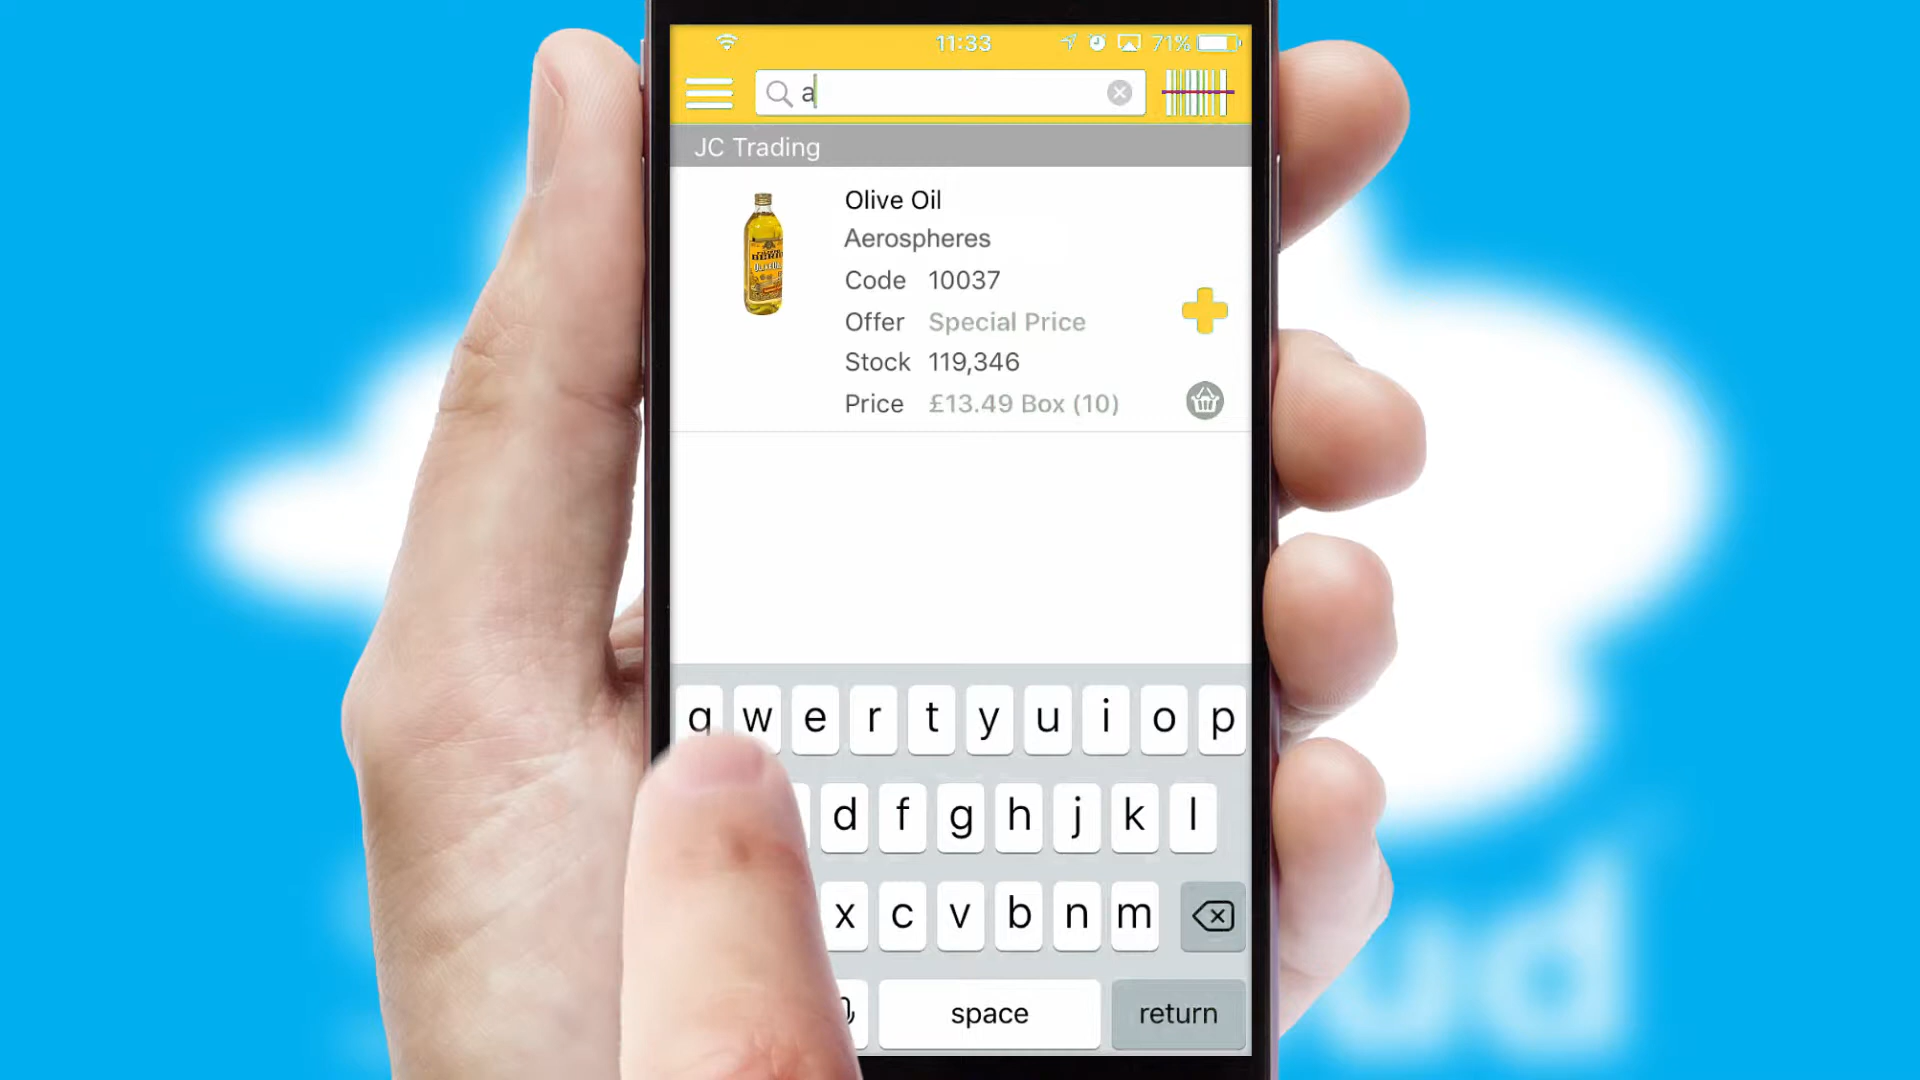 11:33 71%
a
JC Trading
Olive Oil
Aerospheres
Code 10037
Offer Special Price
Stock 119,346
Price £13.49 Box (10)
q w e r t y u i o p
d f g h j k l
x c v b n m
space return
ud